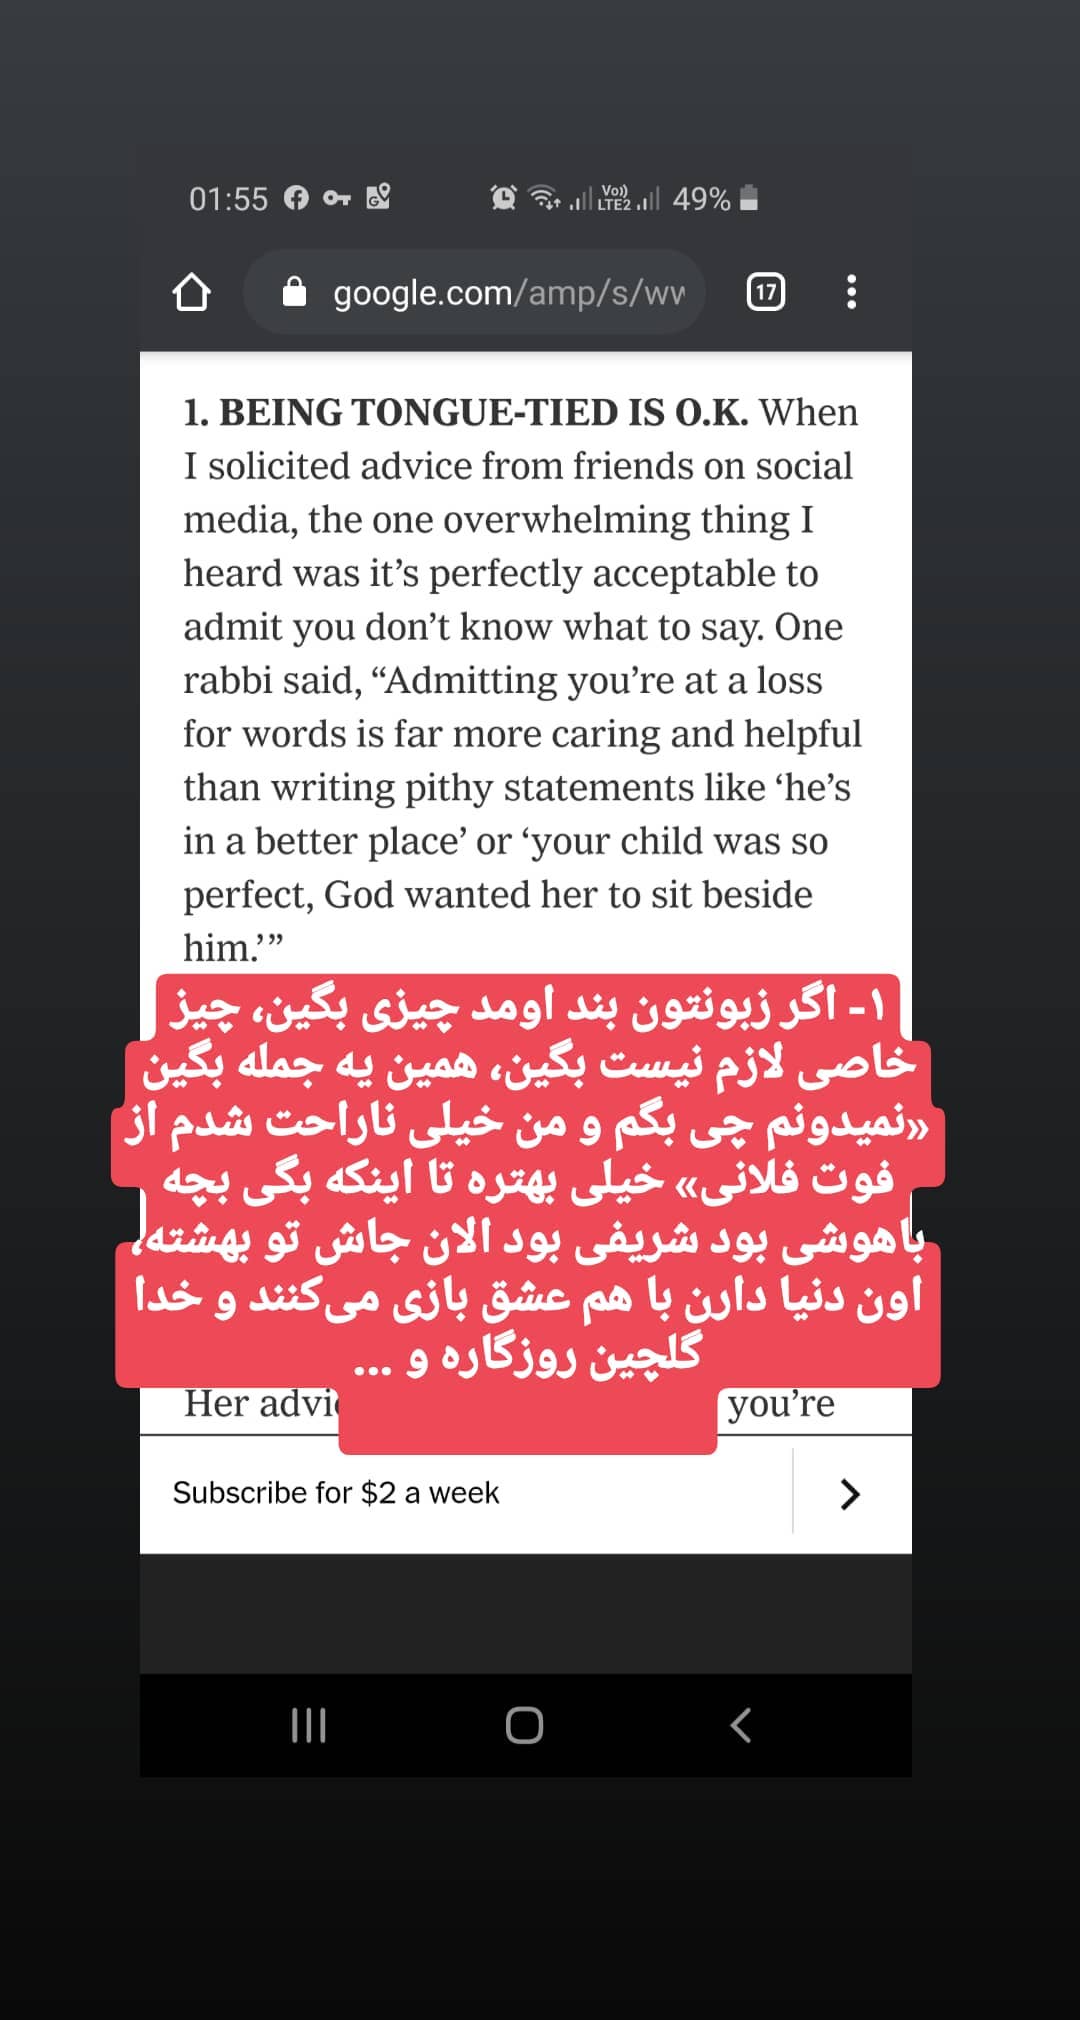 01:55
49%
google.com/amp/s/
17
1. BEING TONGUE-TIED IS O.K. When
I solicited advice from friends on social
media, the one overwhelming thing I
heard was it’s perfectly acceptable to
admit you don’t know what to say. One
rabbi said, “Admitting you’re at a loss
for words is far more caring and helpful
than writing pithy statements like ‘he’s
in a better place’ or ‘your child was so
perfect, God wanted her to sit beside
him.’”
۱- اگر زبونتون بند اومد چیزی بگین، چیز
خاصی لازم نیست بگین، همین یه جمله بگین
«نمیدونم چی بگم و من خیلی ناراحت شدم از
فوت فلانی» خیلی بهتره تا اینکه بگی بچه
باهوشی بود شریفی بود الان جاش تو بهشته،
اون دنیا دارن با هم عشق بازی می‌کنند و خدا
گلچین روزگاره و ...
Her you’re
Subscribe for $2 a week